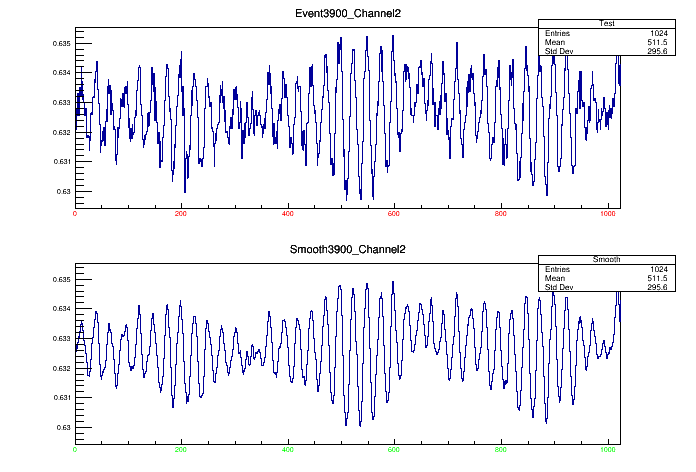 Event3900_Channel2
Test
Entries 1024
Mean 511.5
Std Dev 295.6
0.635
0.634
0.633
0.632
0.631
0.63
0 200 400 600 800 1000
Smooth3900_Channel2
Smooth
Entries 1024
Mean 511.5
Std Dev 295.6
0.635
0.634
0.633
0.632
0.631
0.63
0 200 400 600 800 1000